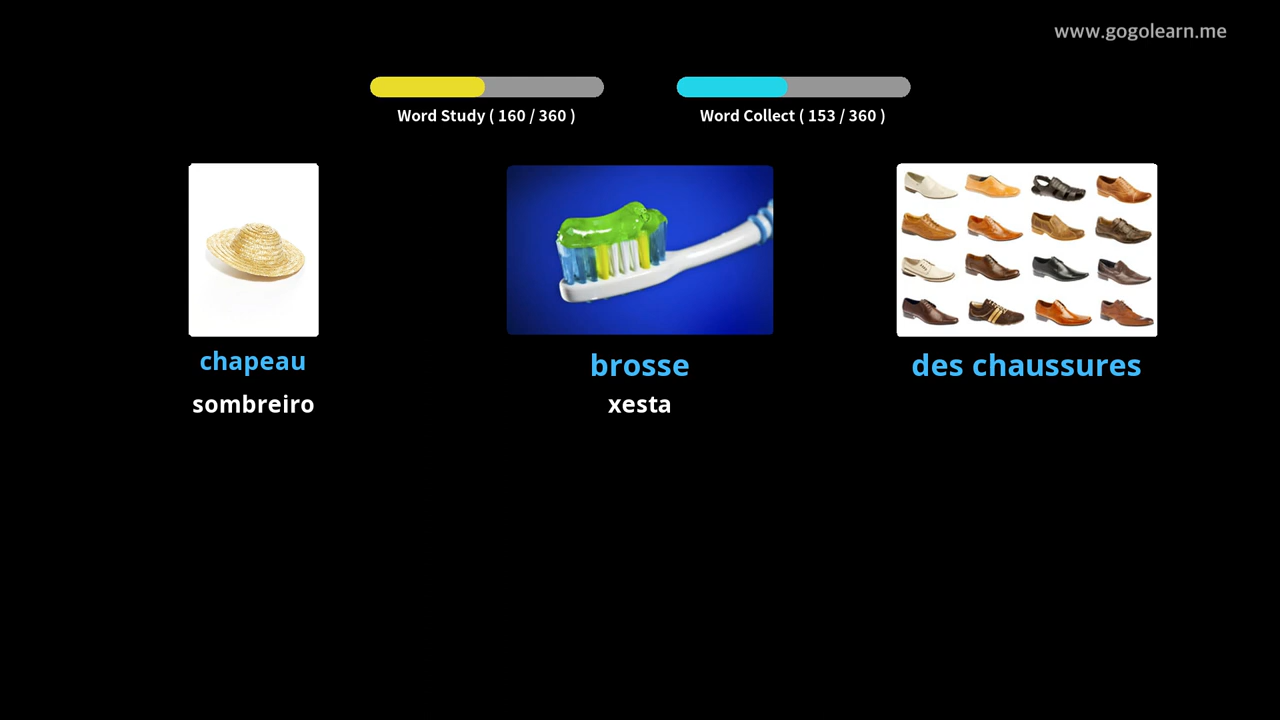 www.gogolearn.me
Word Study ( 160 / 360 )
Word Collect ( 153 / 360 )
chapeau
brosse
des chaussures
sombreiro
xesta